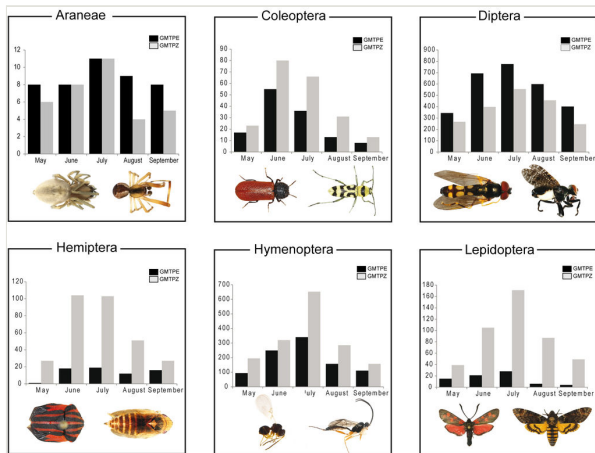 Araneae
GMTPE
GMTPZ
12
10
8
6
4
2
0
May June July August September
Coleoptera
GMTPE
GMTPZ
90
80
70
60
50
40
30
20
10
0
May June July August September
Diptera
GMTPE
GMTPZ
900
800
700
600
500
400
300
200
100
0
May June July August September
Hemiptera
GMTPE
GMTPZ
120
100
80
60
40
20
0
May June July August September
Hymenoptera
GMTPE
GMTPZ
700
600
500
400
300
200
100
0
May June July August September
Lepidoptera
GMTPE
GMTPZ
180
160
140
120
100
80
60
40
20
0
May June July August September